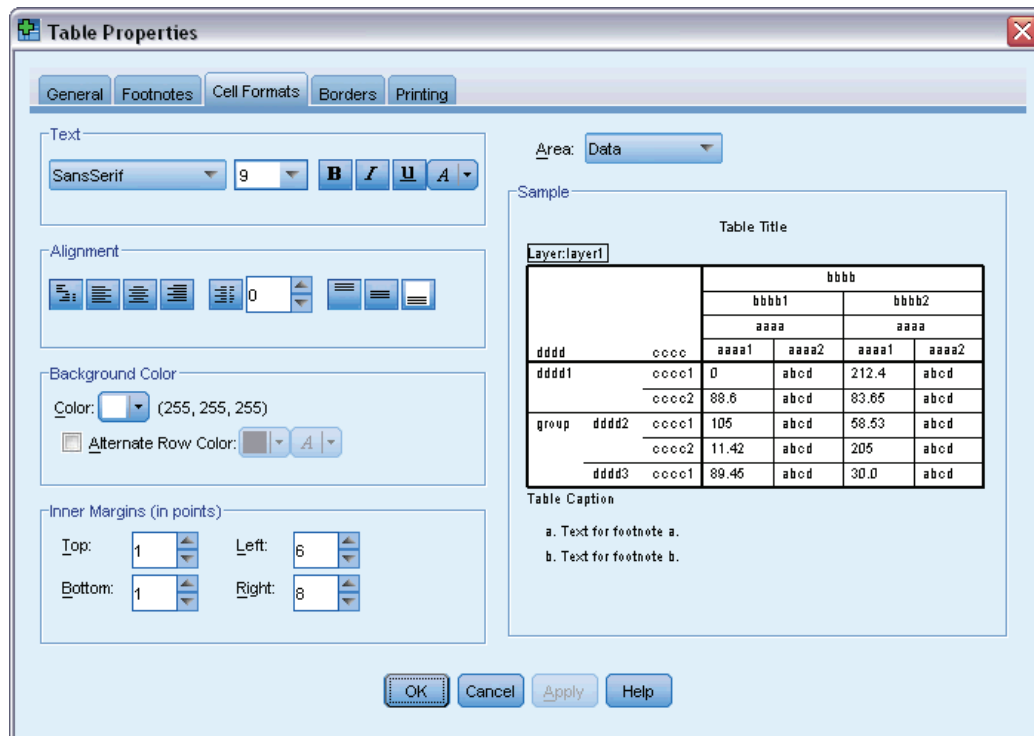 Table Properties
General Footnotes Cell Formats Borders Printing
Text
SansSerif 9 B I U A
Alignment
0
Background Color
Color: (255, 255, 255)
Alternate Row Color: A
Inner Margins (in points)
Top: 1 Left: 6
Bottom: 1 Right: 8
Area: Data
Sample
Table Title
Layer:layer1
bbbb
bbbb1 bbbb2
aaaa aaaa
dddd cccc aaaa1 aaaa2 aaaa1 aaaa2
dddd1 cccc1 0 abcd 212.4 abcd
cccc2 88.6 abcd 83.65 abcd
group dddd2 cccc1 105 abcd 58.53 abcd
cccc2 11.42 abcd 205 abcd
dddd3 cccc1 89.45 abcd 30.0 abcd
Table Caption
a. Text for footnote a.
b. Text for footnote b.
OK Cancel Apply Help